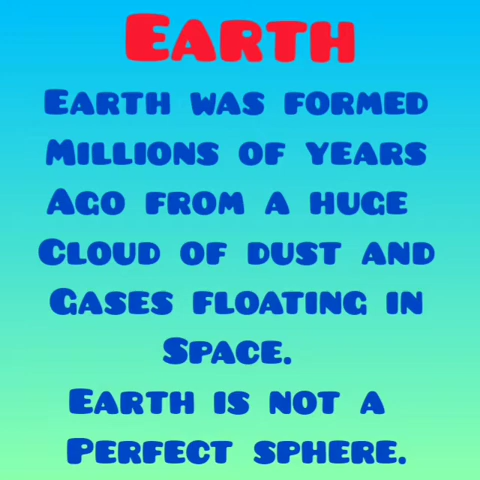 Earth
Earth was formed
Millions of years
Ago from a huge
Cloud of dust and
Gases floating in
Space.
Earth is not a
Perfect sphere.